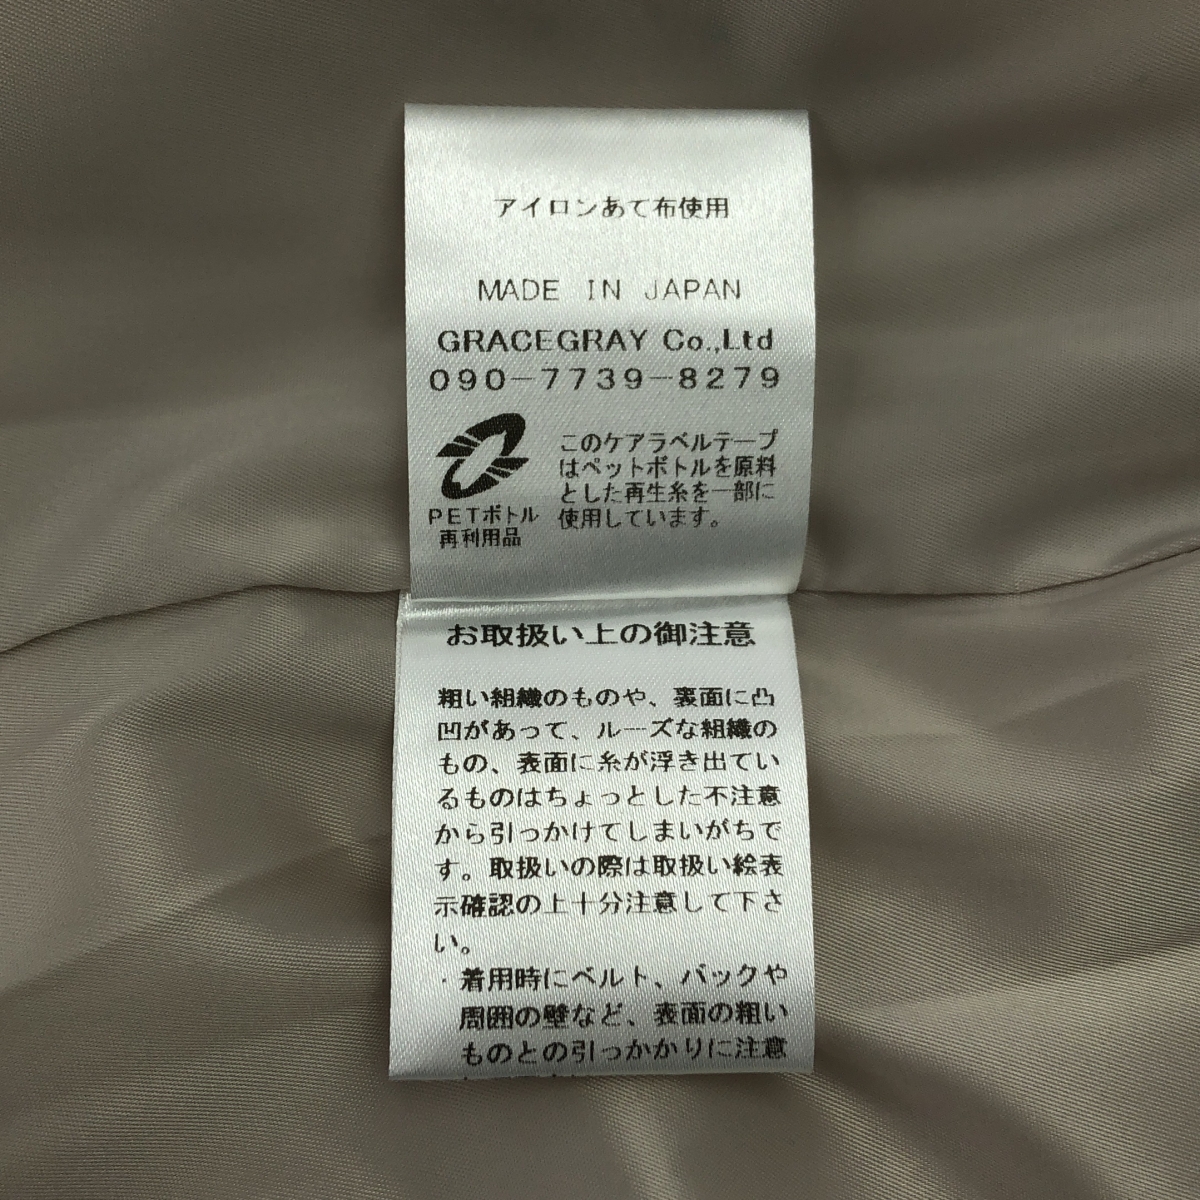 アイロンあて布使用
MADE IN JAPAN
GRACEGRAY Co.,Ltd
090-7739-8279
このケアラベルテープ
はペットボトルを原料
とした再生糸を一部に
使用しています。
PETボトル
再利用品
お取扱い上の御注意
粗い組織のものや、裏面に凸
凹があって、ルーズな組織の
もの、表面に糸が浮き出てい
るものはちょっとした不注意
から引っかけてしまいがちで
す。取扱いの際は取扱い絵表
示確認の上十分注意して下さ
い。
・着用時にベルト、バックや
周囲の壁など、表面の粗い
ものとの引っかかりに注意